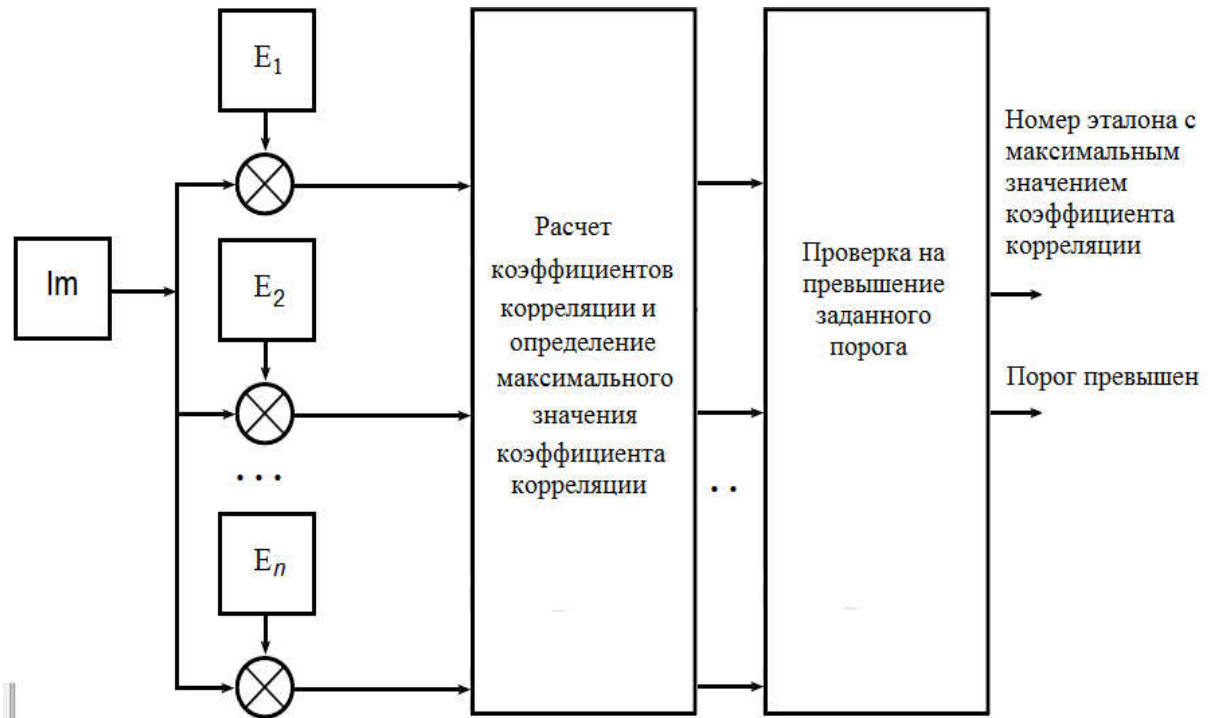 E1
Номер эталона с
максимальным
значением
коэффициента
корреляции
Im
E2
Расчет
коэффициентов
корреляции и
определение
максимального
значения
коэффициента
корреляции
Проверка на
превышение
заданного
порога
Порог превышен
...
..
En